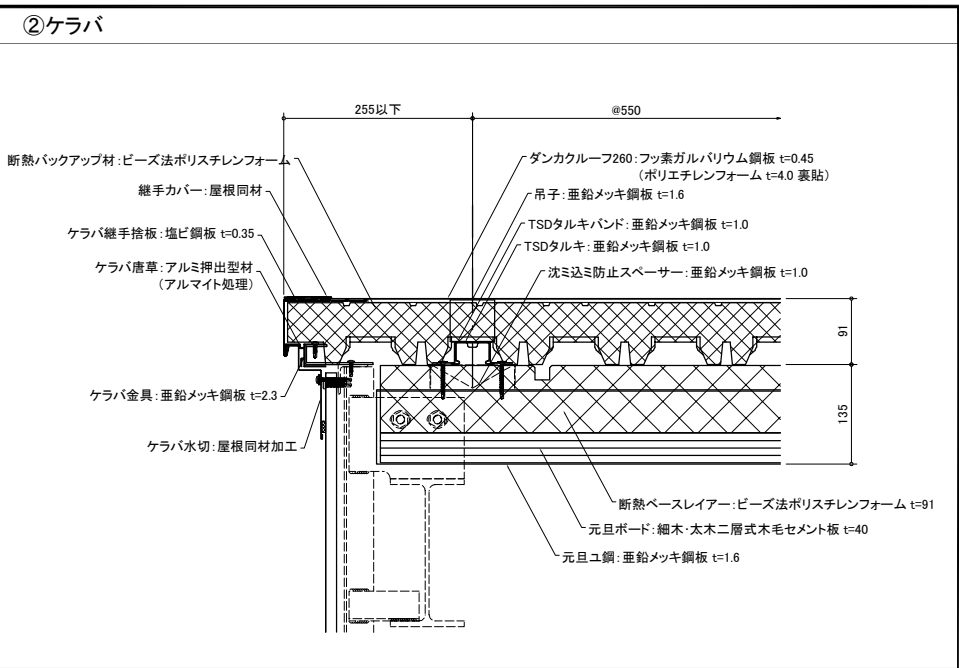 ②ケラバ
255以下
@550
断熱バックアップ材:ビーズ法ポリスチレンフォーム
継手カバー:屋根同材
ケラバ継手捨板:塩ビ鋼板 t=0.35
ケラバ唐草:アルミ押出型材
(アルマイト処理)
ダンカクルーフ260:フッ素ガルバリウム鋼板 t=0.45
(ポリエチレンフォーム t=4.0 裏貼)
吊子:亜鉛メッキ鋼板 t=1.6
TSDタルキバンド:亜鉛メッキ鋼板 t=1.0
TSDタルキ:亜鉛メッキ鋼板 t=1.0
沈ミ込ミ防止スペーサー:亜鉛メッキ鋼板 t=1.0
91
135
ケラバ金具:亜鉛メッキ鋼板 t=2.3
ケラバ水切:屋根同材加工
断熱ベースレイアー:ビーズ法ポリスチレンフォーム t=91
元旦ボード:細木・太木二層式木毛セメント板 t=40
元旦ユ鋼:亜鉛メッキ鋼板 t=1.6